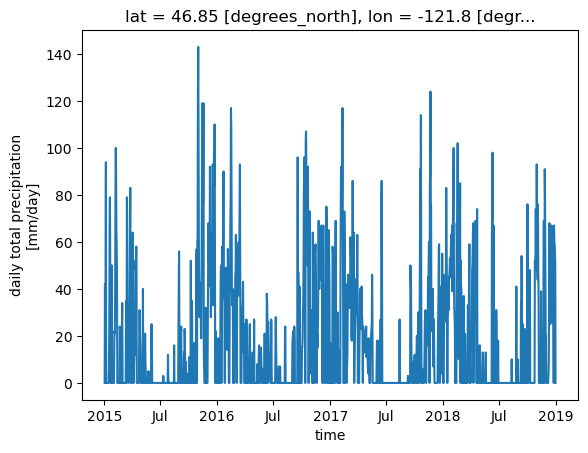 lat = 46.85 [degrees_north], lon = -121.8 [degr...
daily total precipitation
[mm/day]
140
120
100
80
60
40
20
0
2015
Jul
2016
Jul
2017
Jul
2018
Jul
2019
time